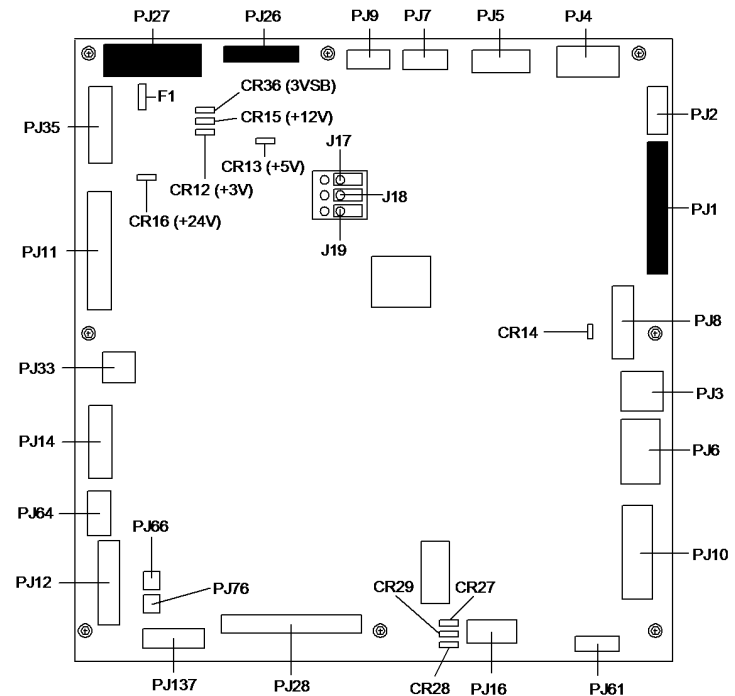 PJ27
PJ26
PJ9
PJ7
PJ5
PJ4
CR36 (3VSB)
F1
CR15 (+12V)
PJ35
J17
PJ2
CR13 (+5V)
CR12 (+3V)
J18
PJ1
CR16 (+24V)
J19
PJ11
PJ8
CR14
PJ33
PJ3
PJ14
PJ6
PJ64
PJ66
PJ10
PJ12
PJ76
CR29
CR27
PJ137
PJ28
CR28
PJ16
PJ61